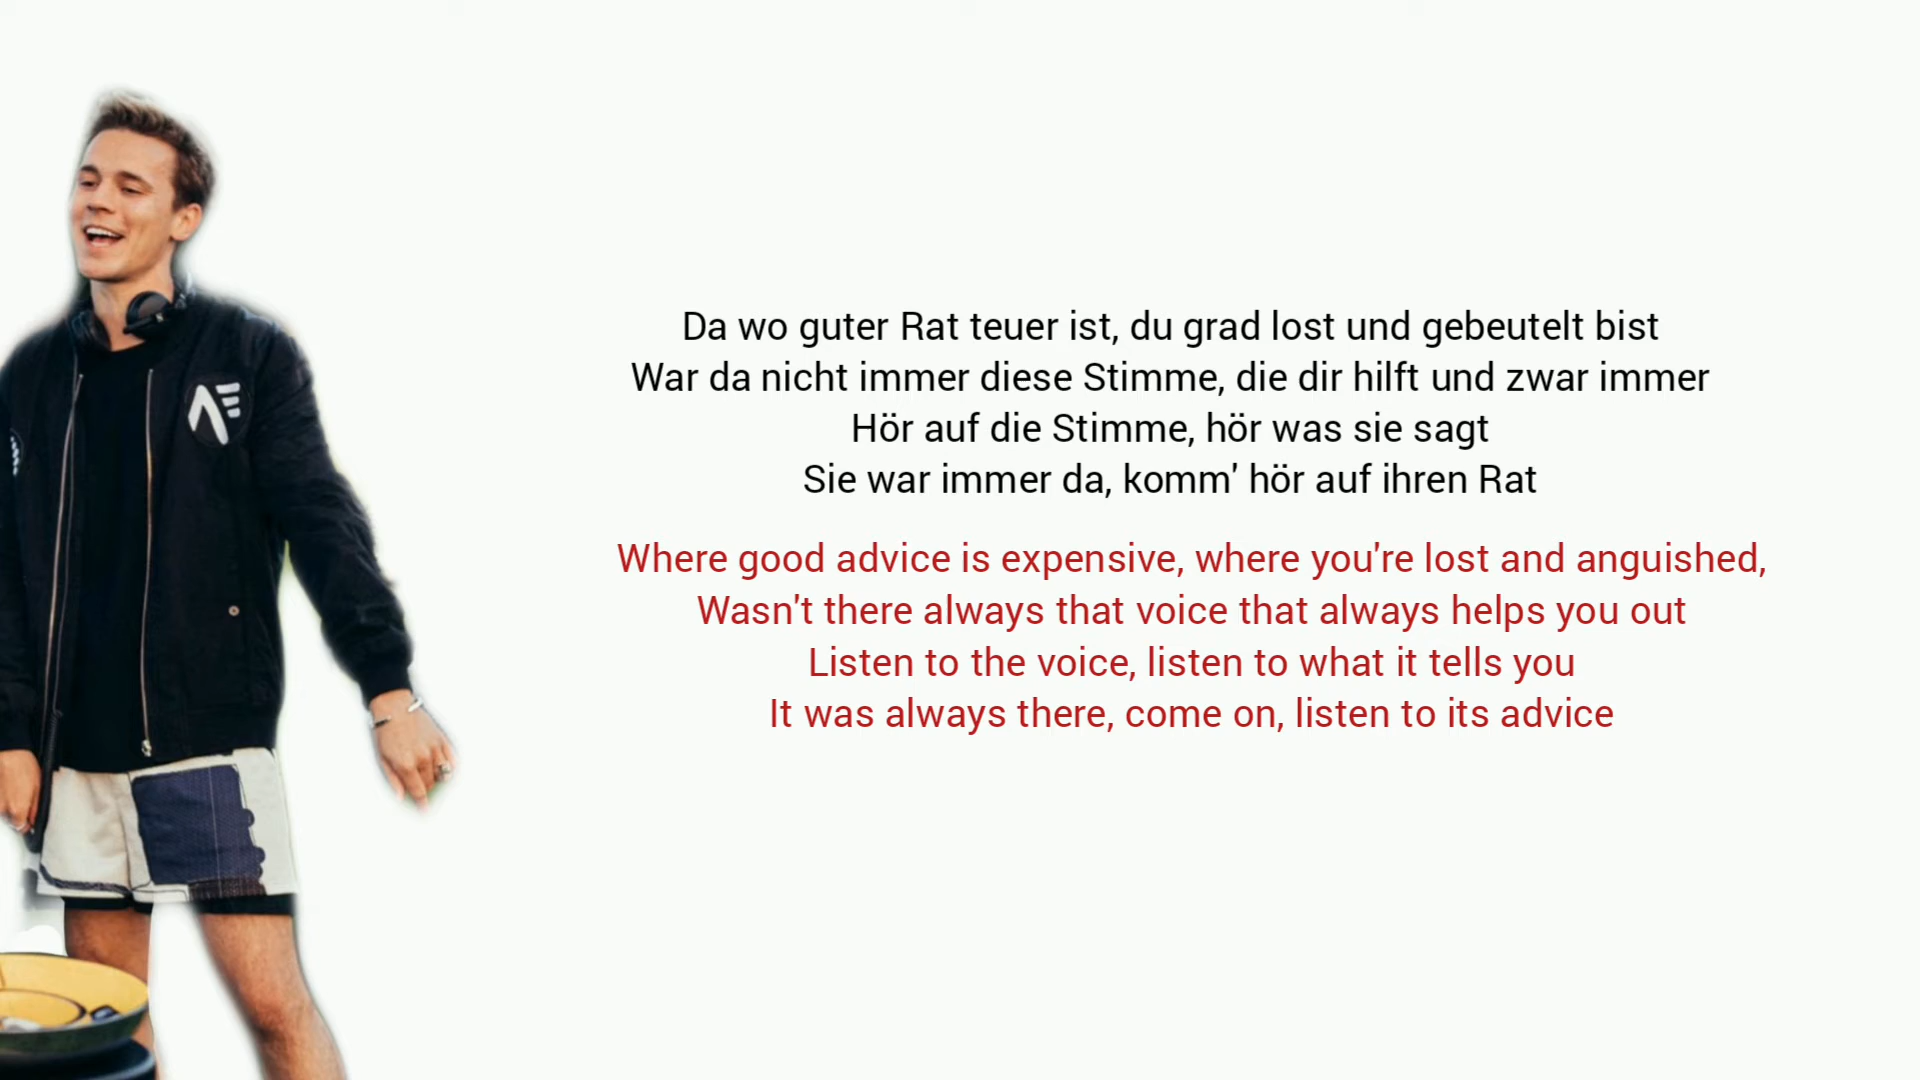 Da wo guter Rat teuer ist, du grad lost und gebeutelt bist
War da nicht immer diese Stimme, die dir hilft und zwar immer
Hör auf die Stimme, hör was sie sagt
Sie war immer da, komm' hör auf ihren Rat
Where good advice is expensive, where you're lost and anguished,
Wasn't there always that voice that always helps you out
Listen to the voice, listen to what it tells you
It was always there, come on, listen to its advice